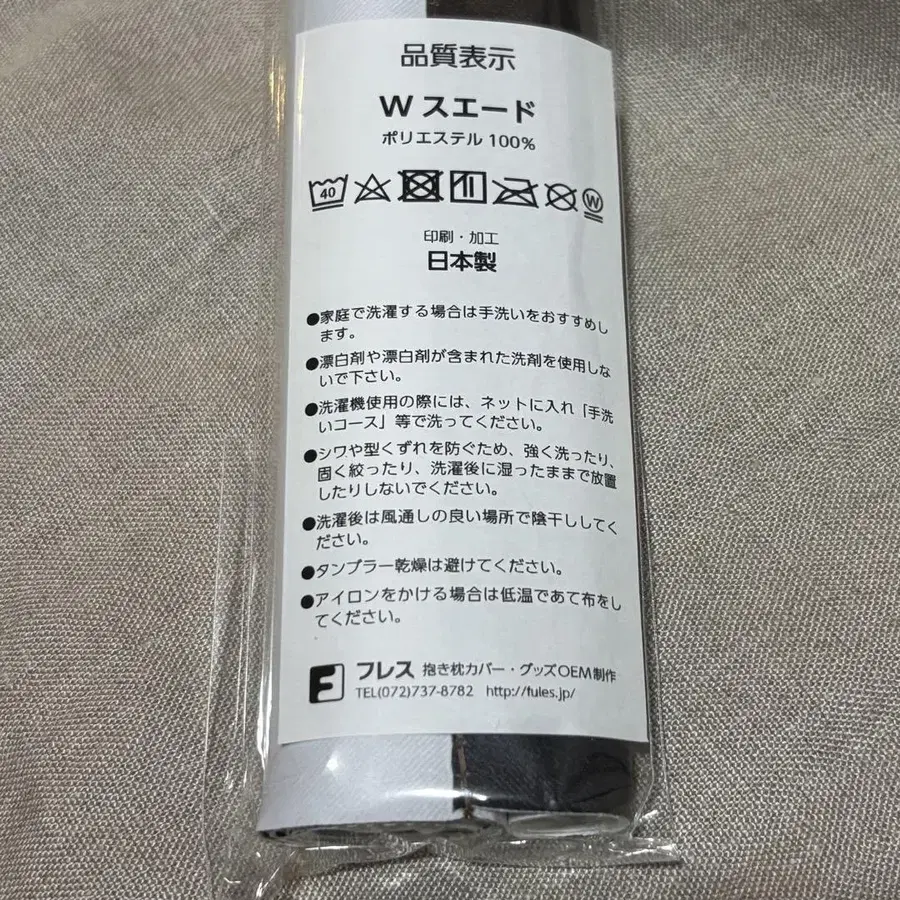 品質表示
W スエード
ポリエステル 100%
40
W
印刷・加工
日本製
●家庭で洗濯する場合は手洗いをおすすめし
ます。
●漂白剤や漂白剤が含まれた洗剤を使用しな
いで下さい。
●洗濯機使用の際には、ネットに入れ「手洗
いコース」等で洗ってください。
●シワや型くずれを防ぐため、強く洗ったり、
固く絞ったり、洗濯後に湿ったままで放置
したりしないでください。
●洗濯後は風通しの良い場所で陰干ししてく
ださい。
●タンブラー乾燥は避けてください。
●アイロンをかける場合は低温であて布をし
てください。
F フレス 抱き枕カバー・グッズOEM制作
TEL(072)737-8782 http://fules.jp/